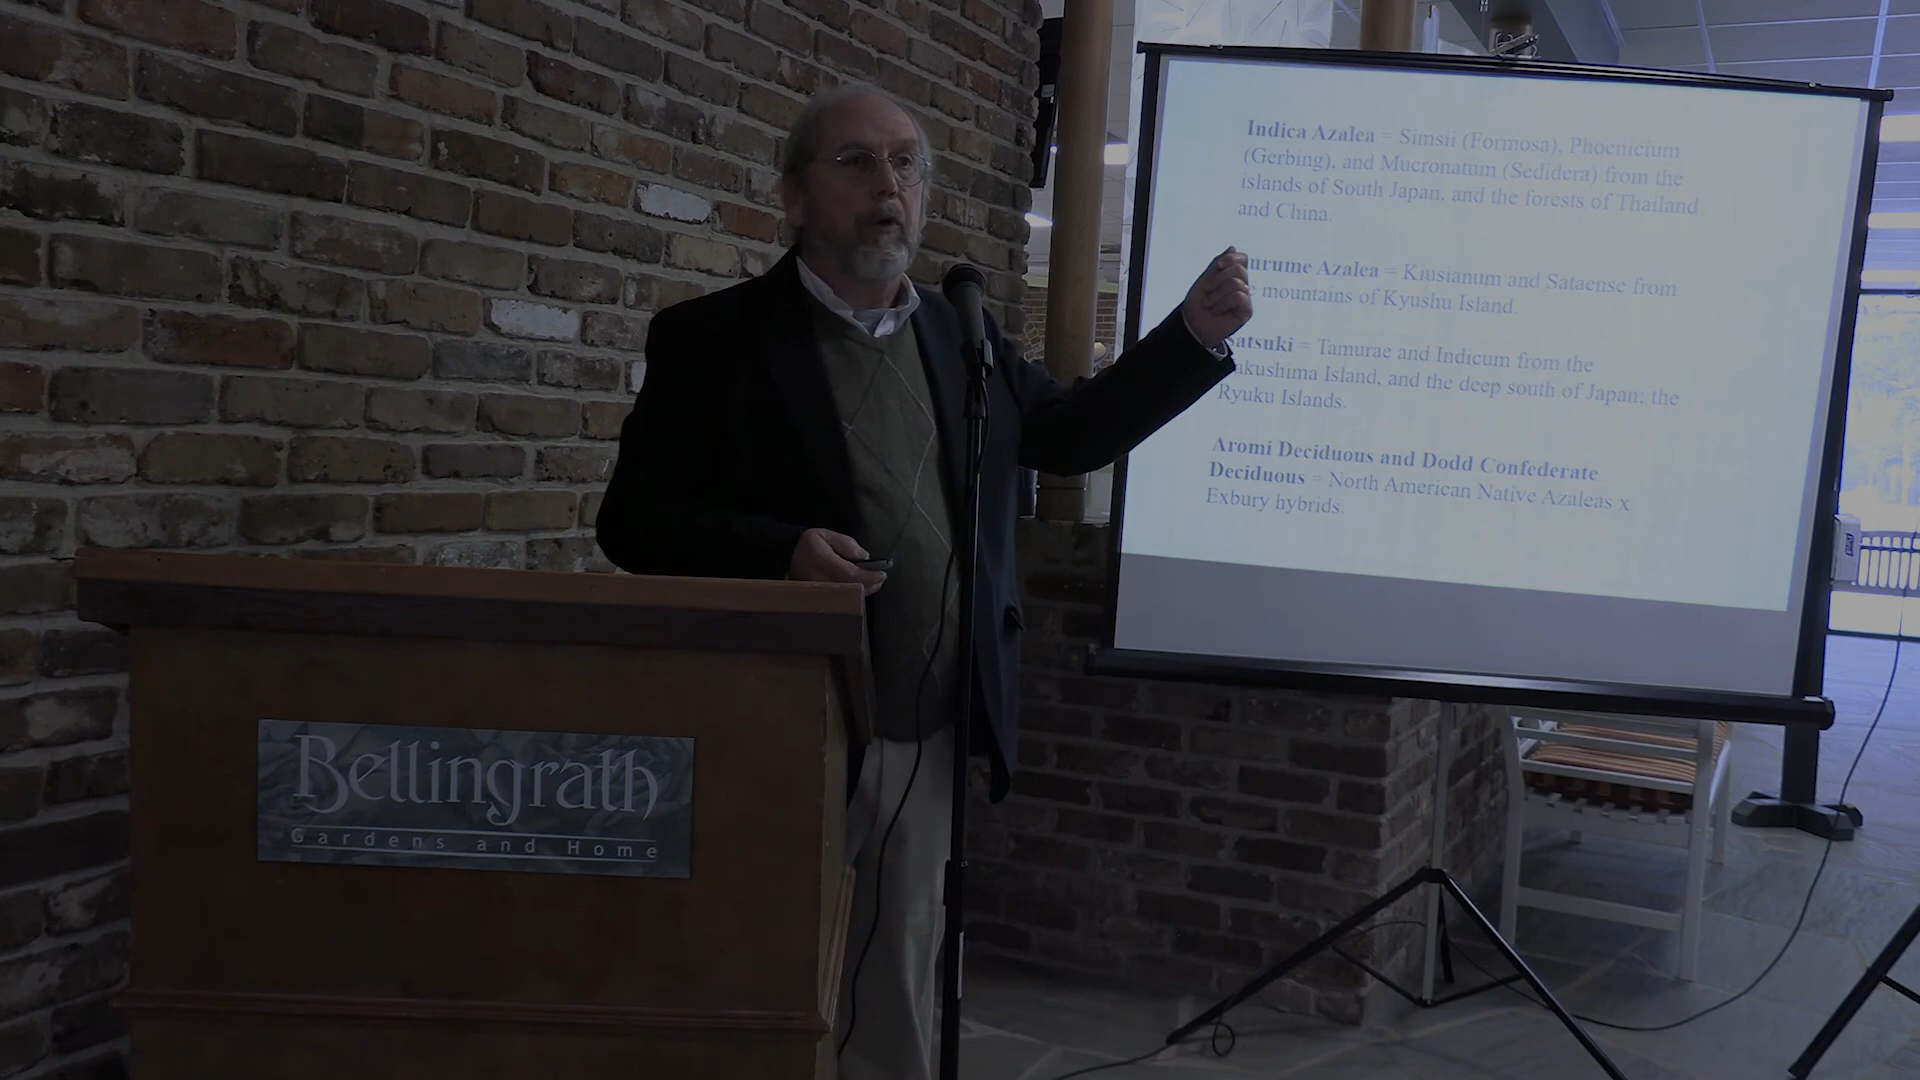 Indica Azalea = Simsii (Formosa), Phoenicium
(Gerbing), and Mucronatum (Sedidera) from the
islands of South Japan, and the forests of Thailand
and China.
urume Azalea = Kiusianum and Sataense from
mountains of Kyushu Island.
Satsuki = Tamurae and Indicum from the
akushima Island, and the deep south of Japan; the
Ryuku Islands.
Aromi Deciduous and Dodd Confederate
Deciduous = North American Native Azaleas x
Exbury hybrids.
Bellingrath
Gardens and Home